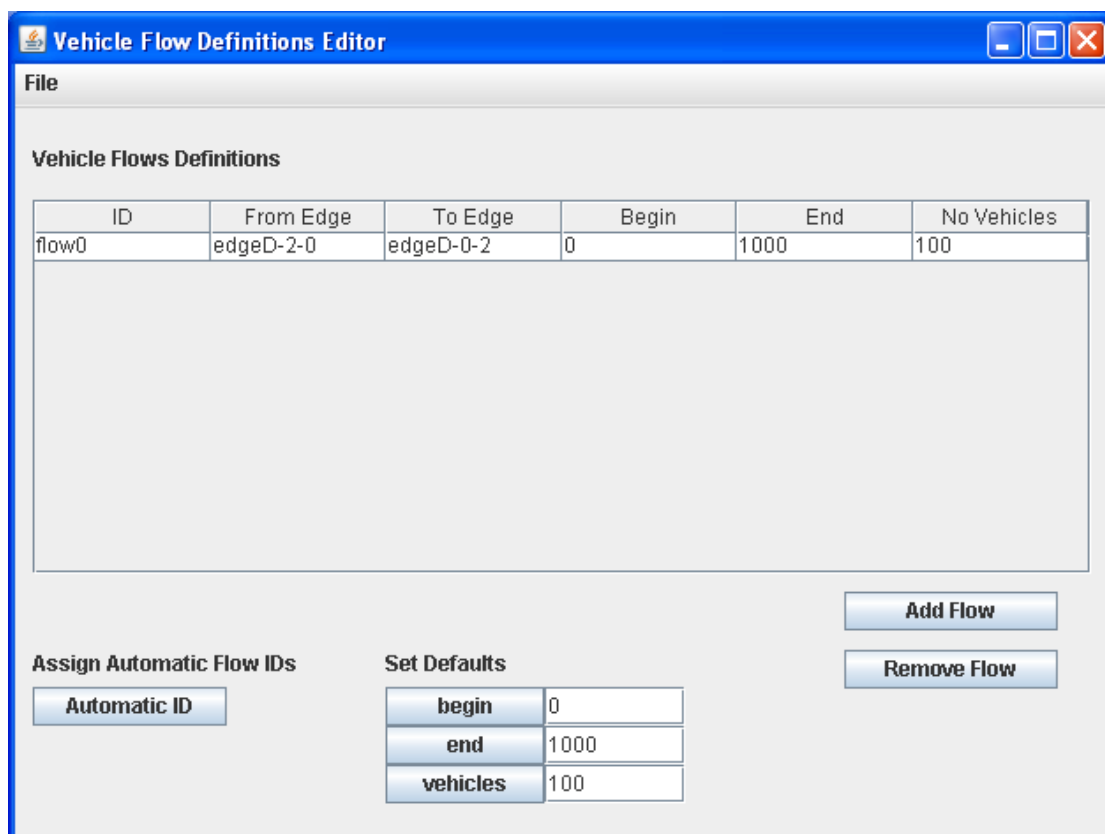 Vehicle Flow Definitions Editor
File
Vehicle Flows Definitions
ID From Edge To Edge Begin End No Vehicles
flow0 edgeD-2-0 edgeD-0-2 0 1000 100
Add Flow
Assign Automatic Flow IDs Set Defaults Remove Flow
Automatic ID begin 0
end 1000
vehicles 100